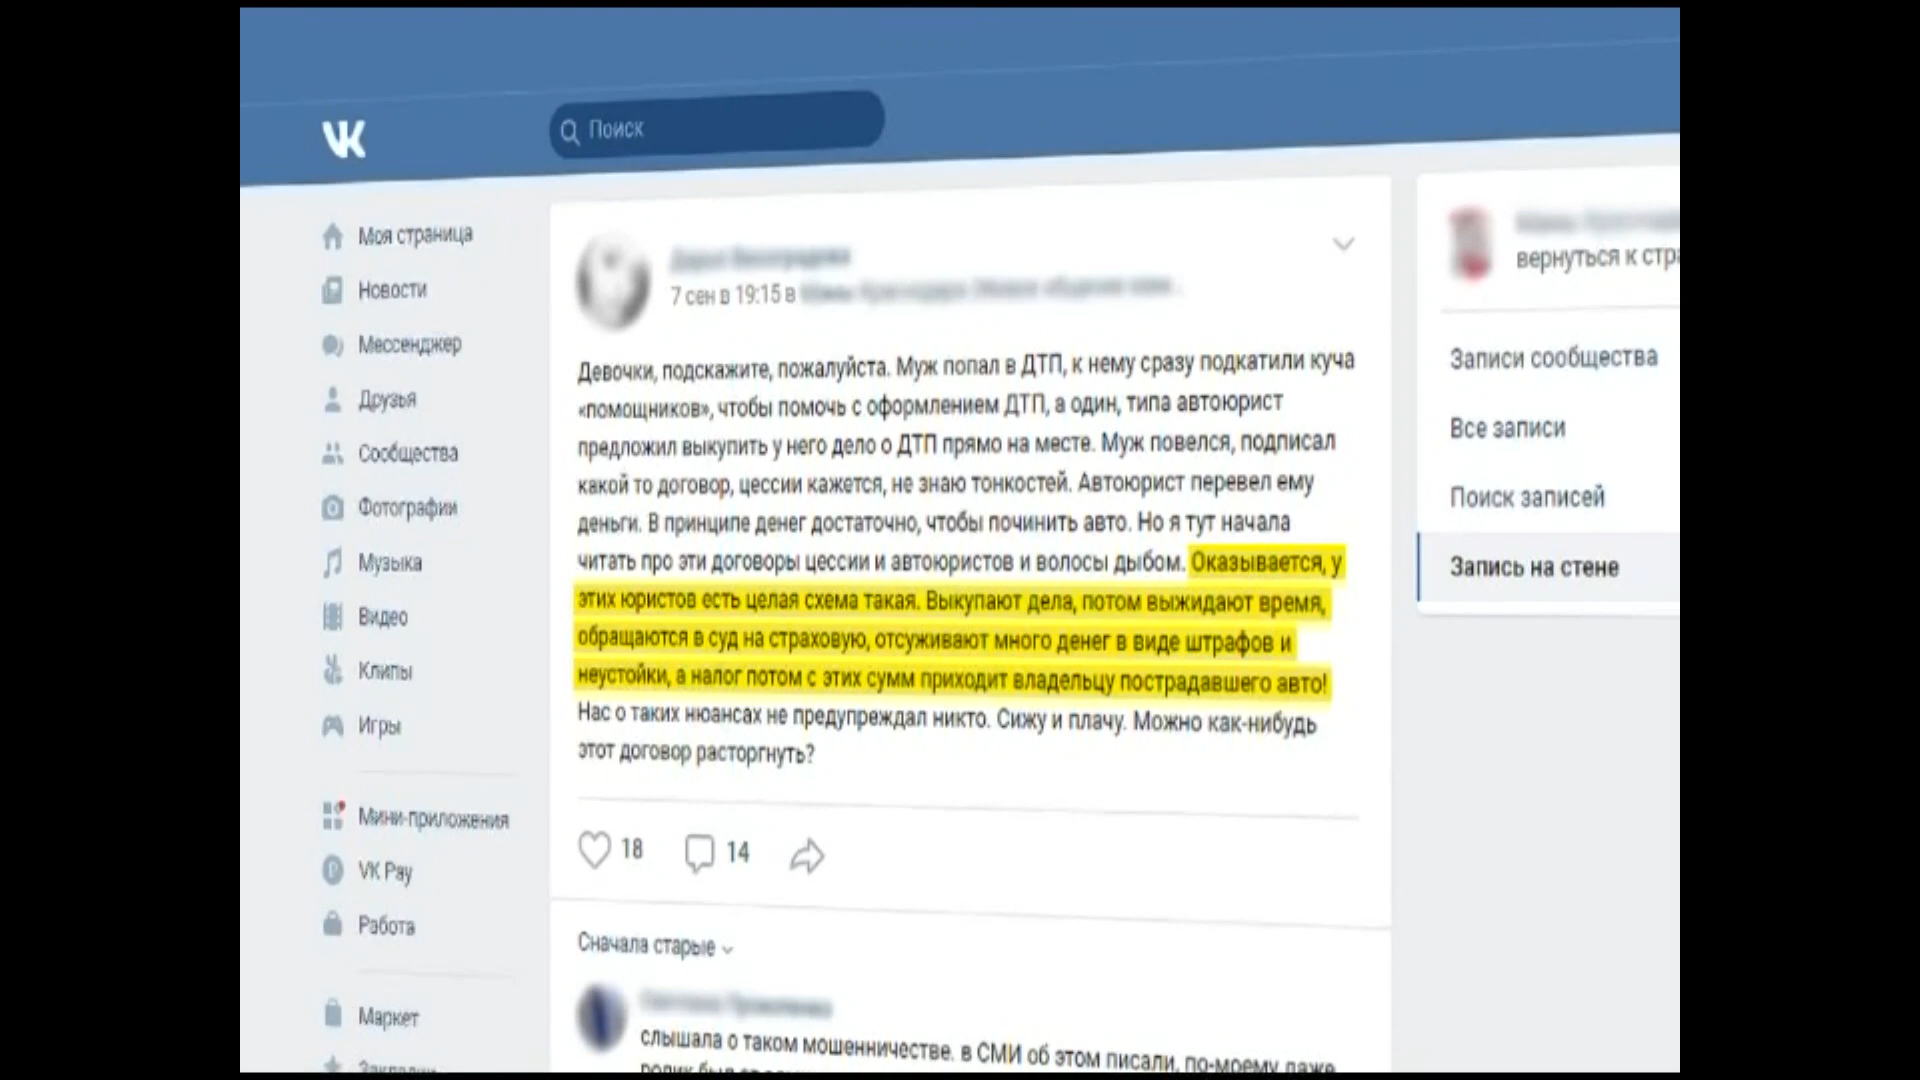 VK
Поиск
Моя страница
Новости
Мессенджер
Друзья
Сообщества
Фотографии
Музыка
Видео
Клипы
Игры
Мини-приложения
VK Pay
Работа
Маркет
7 сен в 19:15 в
Девочки, подскажите, пожалуйста. Муж попал в ДТП, к нему сразу подкатили куча
«помощников», чтобы помочь с оформлением ДТП, а один, типа автоюрист
предложил выкупить у него дело о ДТП прямо на месте. Муж повелся, подписал
какой то договор, цессии кажется, не знаю тонкостей. Автоюрист перевел ему
деньги. В принципе денег достаточно, чтобы починить авто. Но я тут начала
читать про эти договоры цессии и автоюристов и волосы дыбом. Оказывается, у
этих юристов есть целая схема такая. Выкупают дела, потом выжидают время,
обращаются в суд на страховую, отсуживают много денег в виде штрафов и
неустойки, а налог потом с этих сумм приходит владельцу пострадавшего авто!
Нас о таких нюансах не предупреждал никто. Сижу и плачу. Можно как-нибудь
этот договор расторгнуть?
18 14
Сначала старые
слышала о таком мошенничестве. в СМИ об этом писали, по-моему даже
вернуться к стр
Записи сообщества
Все записи
Поиск записей
Запись на стене